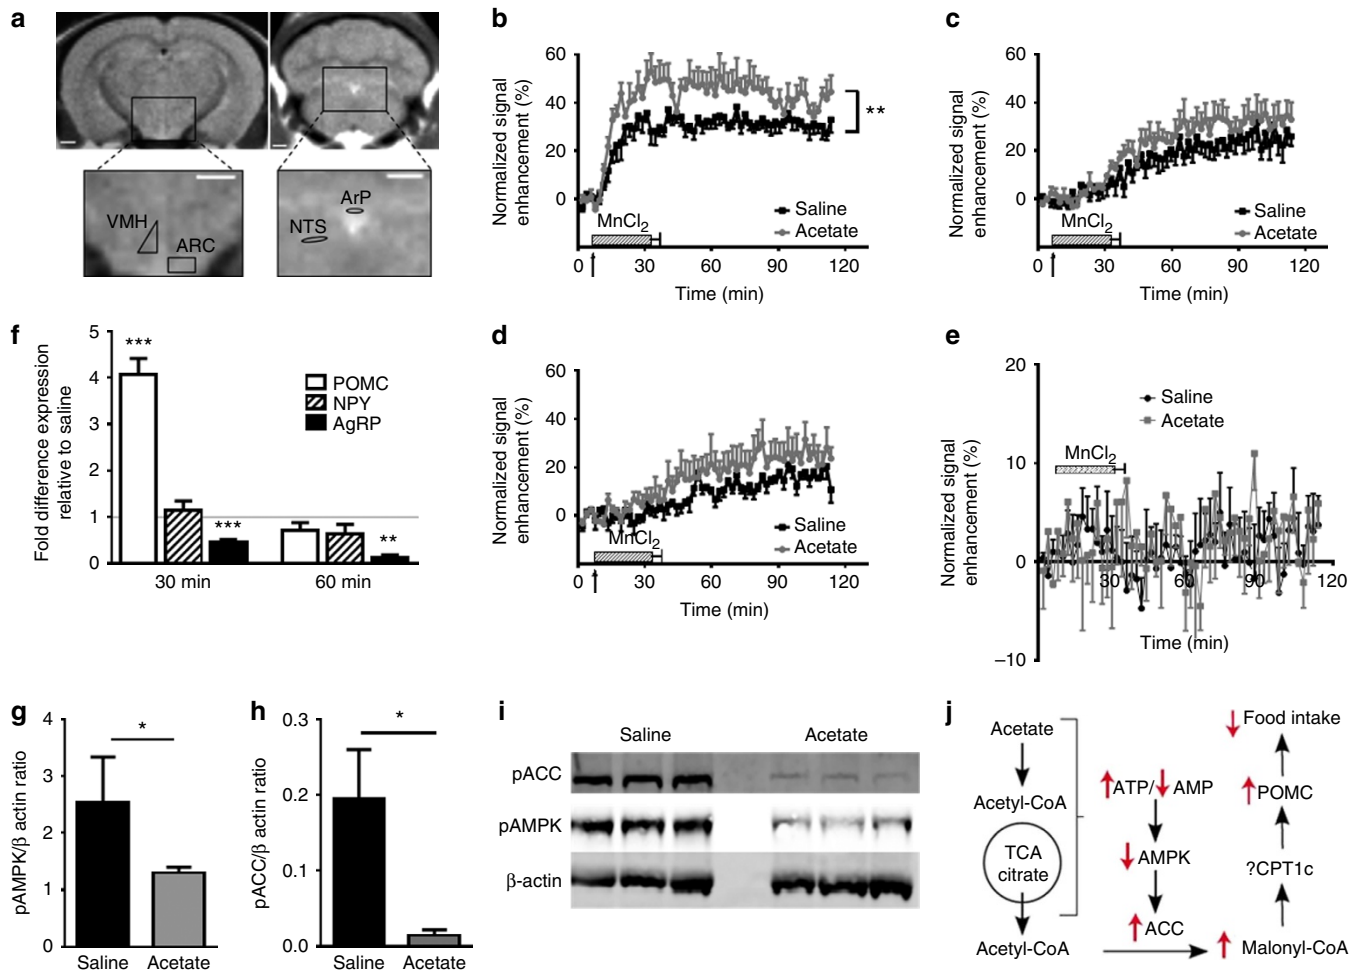 a
VMH
ARC
NTS
ArP
b
Normalized signal
enhancement (%)
60
40
20
0
MnCl2
Saline
Acetate
**
0 30 60 90 120
Time (min)
c
Normalized signal
enhancement (%)
60
40
20
0
MnCl2
Saline
Acetate
0 30 60 90 120
Time (min)
f
Fold difference expression
relative to saline
5
4
3
2
1
0
***
***
**
POMC
NPY
AgRP
30 min 60 min
d
Normalized signal
enhancement (%)
60
40
20
0
MnCl2
Saline
Acetate
0 30 60 90 120
Time (min)
e
Normalized signal
enhancement (%)
20
10
0
–10
Saline
Acetate
MnCl2
30 60 90 120
Time (min)
g
pAMPK/β actin ratio
4
3
2
1
0
*
Saline Acetate
h
pACC/β actin ratio
0.3
0.2
0.1
0.0
*
Saline Acetate
i
Saline Acetate
pACC
pAMPK
β-actin
j
Acetate
Acetyl-CoA
TCA
citrate
Acetyl-CoA
ATP/ AMP
AMPK
ACC
Malonyl-CoA
?CPT1c
POMC
Food intake